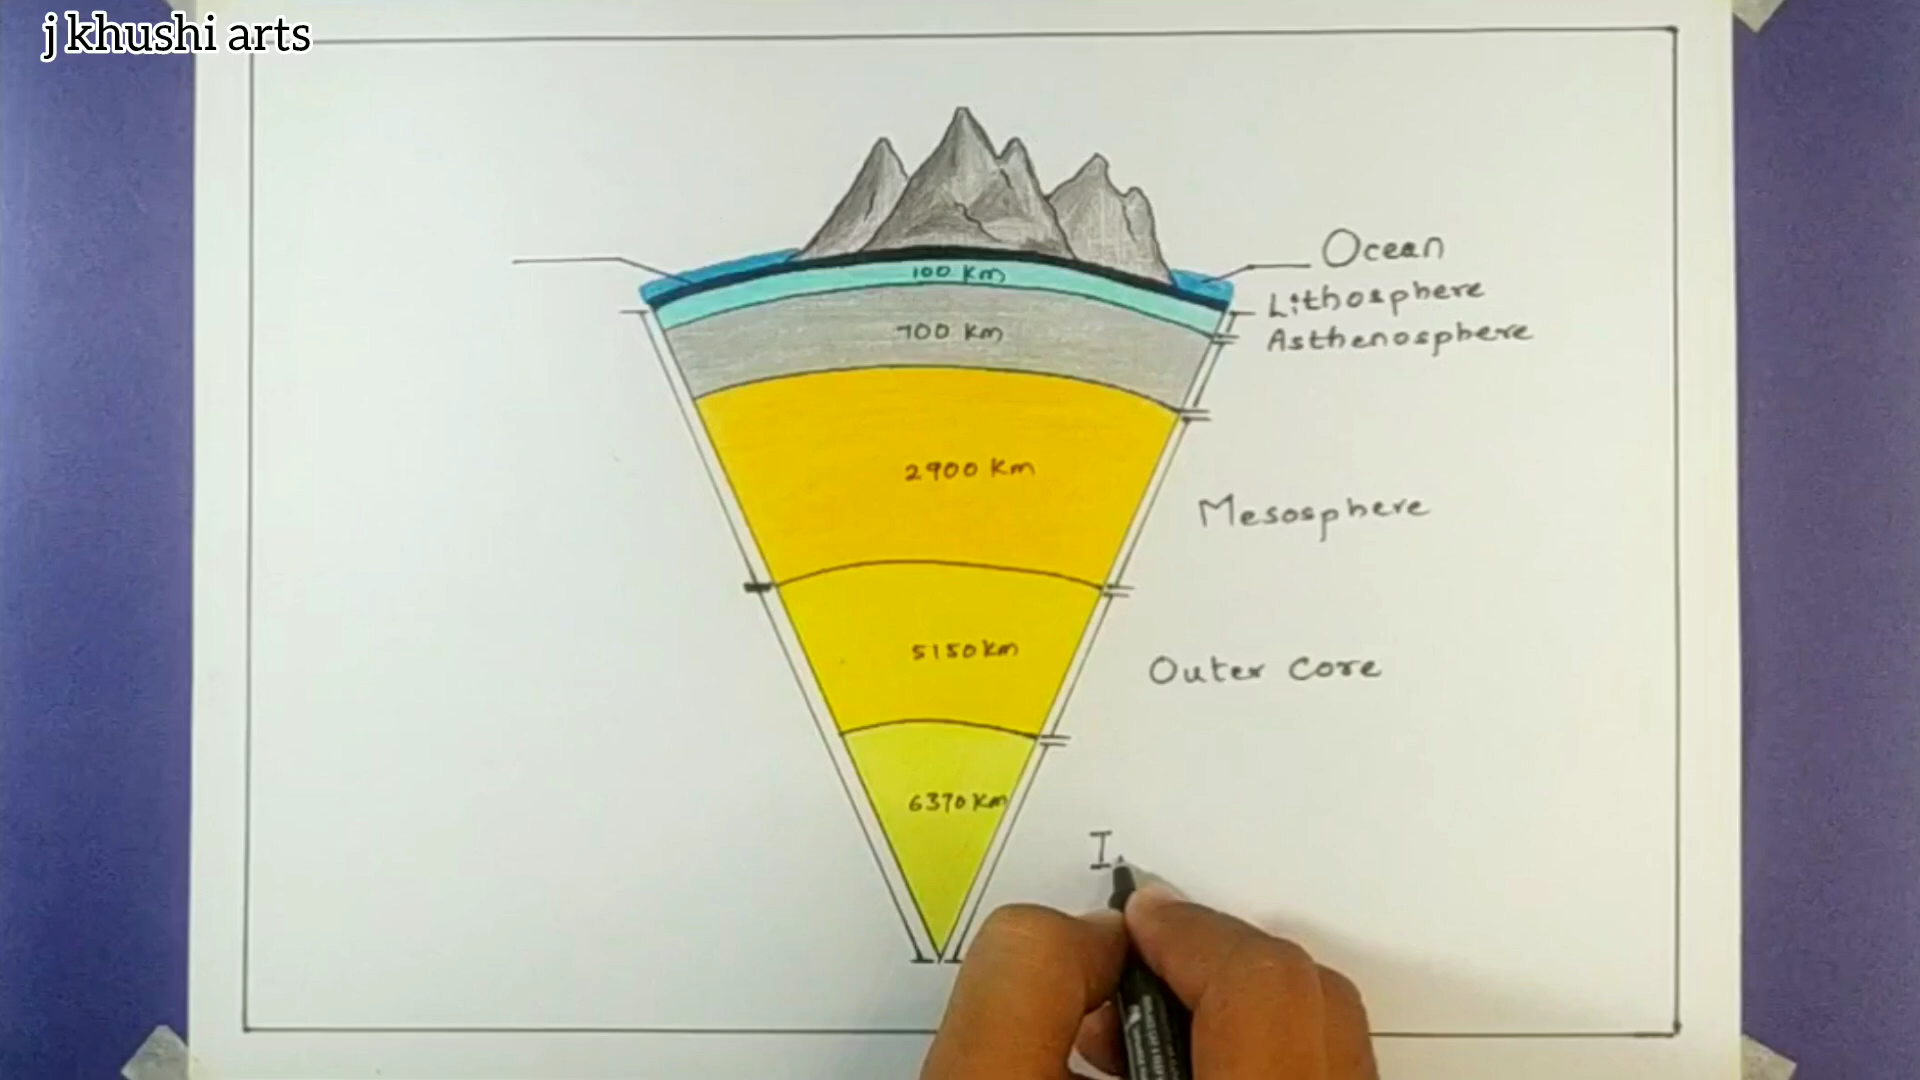 j khushi arts
Ocean
100 Km
Lithosphere
700 Km
Asthenosphere
2900 Km
Mesosphere
5150 Km
Outer Core
6370 Km
I